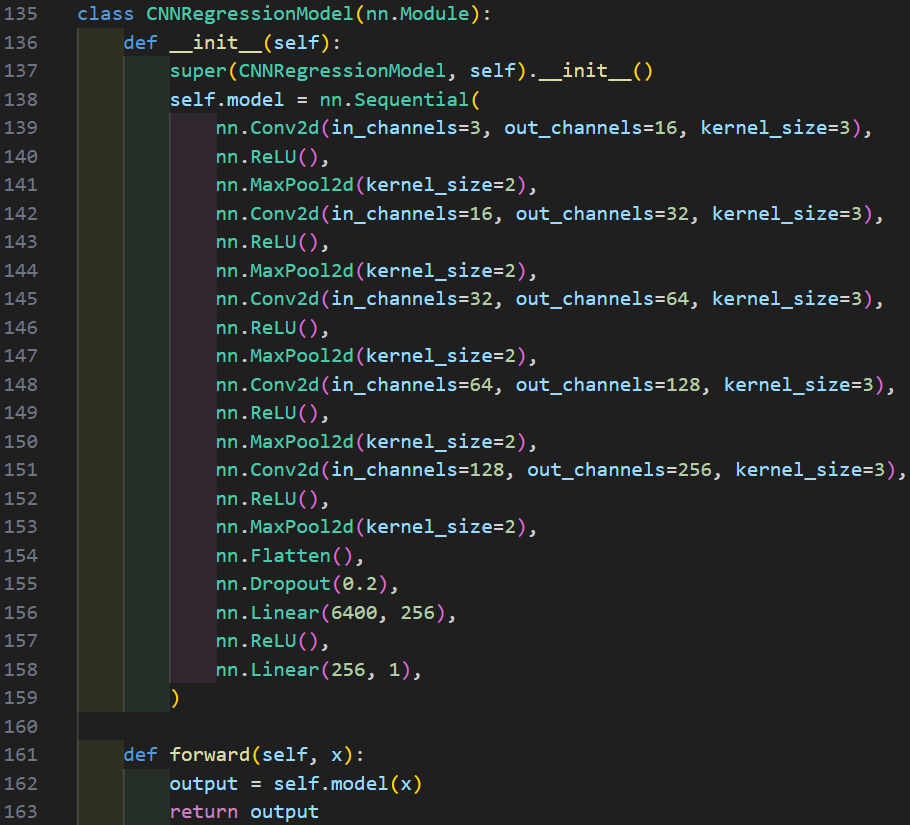 135 class CNNRegressionModel(nn.Module):
136     def __init__(self):
137         super(CNNRegressionModel, self).__init__()
138         self.model = nn.Sequential(
139             nn.Conv2d(in_channels=3, out_channels=16, kernel_size=3),
140             nn.ReLU(),
141             nn.MaxPool2d(kernel_size=2),
142             nn.Conv2d(in_channels=16, out_channels=32, kernel_size=3),
143             nn.ReLU(),
144             nn.MaxPool2d(kernel_size=2),
145             nn.Conv2d(in_channels=32, out_channels=64, kernel_size=3),
146             nn.ReLU(),
147             nn.MaxPool2d(kernel_size=2),
148             nn.Conv2d(in_channels=64, out_channels=128, kernel_size=3),
149             nn.ReLU(),
150             nn.MaxPool2d(kernel_size=2),
151             nn.Conv2d(in_channels=128, out_channels=256, kernel_size=3),
152             nn.ReLU(),
153             nn.MaxPool2d(kernel_size=2),
154             nn.Flatten(),
155             nn.Dropout(0.2),
156             nn.Linear(6400, 256),
157             nn.ReLU(),
158             nn.Linear(256, 1),
159         )
160
161     def forward(self, x):
162         output = self.model(x)
163         return output